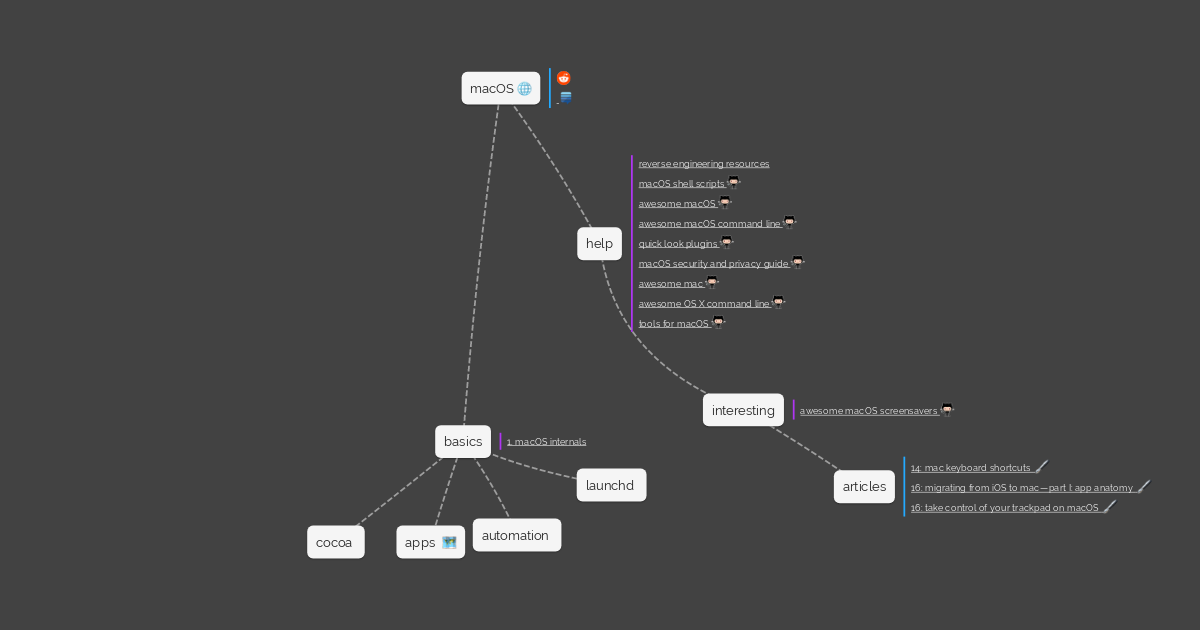 macOS
reverse engineering resources
macOS shell scripts
awesome macOS
awesome macOS command line
help
quick look plugins
macOS security and privacy guide
awesome mac
awesome OS X command line
tools for macOS
interesting
awesome macOS screensavers
basics
1. macOS internals
14: mac keyboard shortcuts
launchd
articles
16: migrating from iOS to mac—part I: app anatomy
16: take control of your trackpad on macOS
cocoa
apps
automation